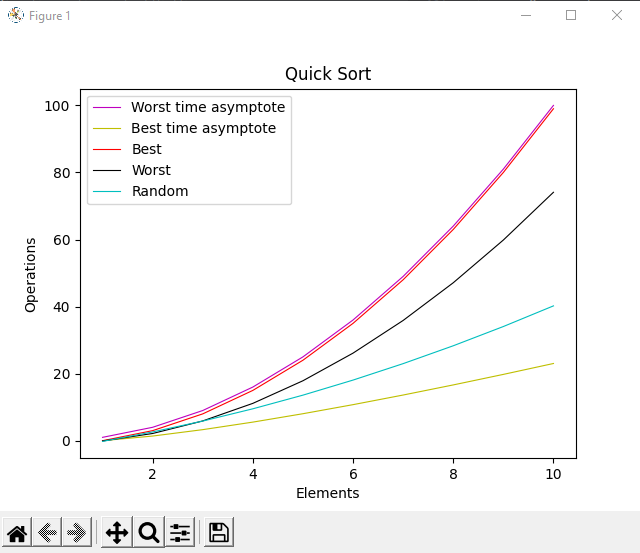 Figure 1
Quick Sort
Worst time asymptote
Best time asymptote
Best
Worst
Random
Operations
100
80
60
40
20
0
2 4 6 8 10
Elements